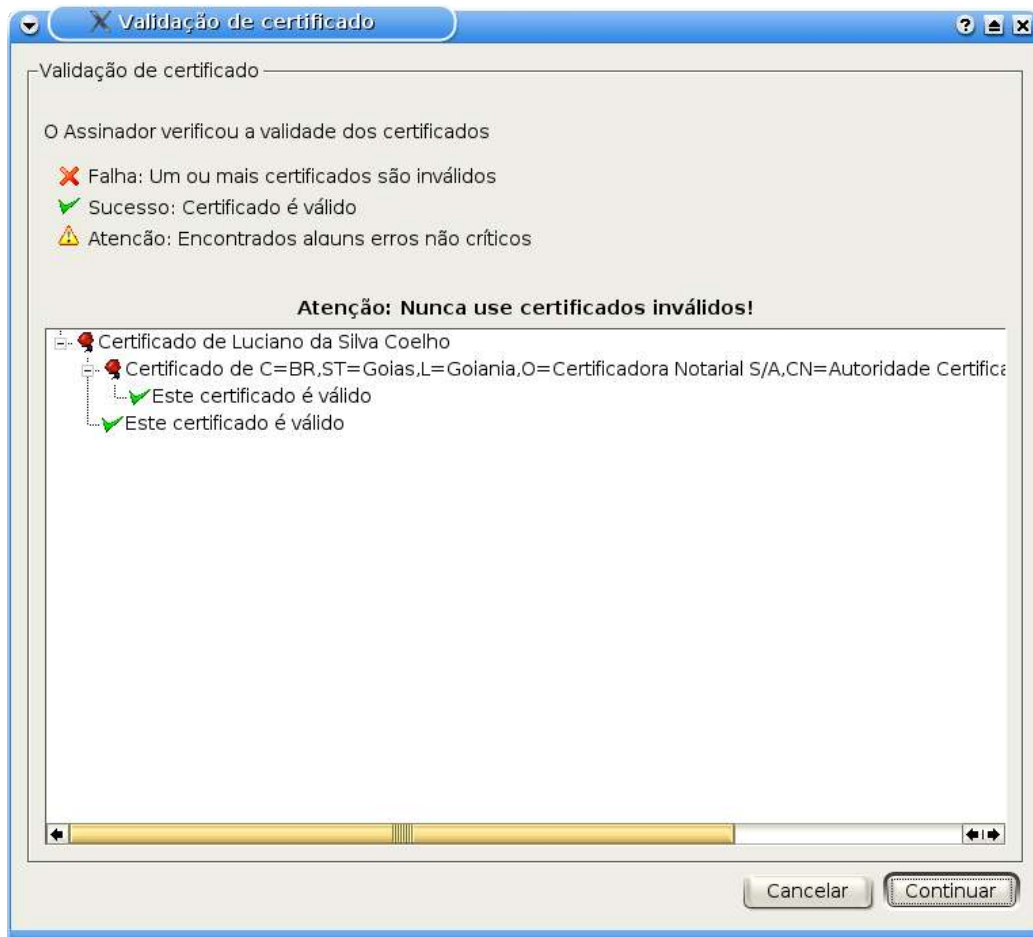 Validação de certificado
Validação de certificado
O Assinador verificou a validade dos certificados
Falha: Um ou mais certificados são inválidos
Sucesso: Certificado é válido
Atenção: Encontrados alguns erros não críticos
Atenção: Nunca use certificados inválidos!
Certificado de Luciano da Silva Coelho
Certificado de C=BR,ST=Goias,L=Goiania,O=Certificadora Notarial S/A,CN=Autoridade Certifica
Este certificado é válido
Este certificado é válido
Cancelar
Continuar